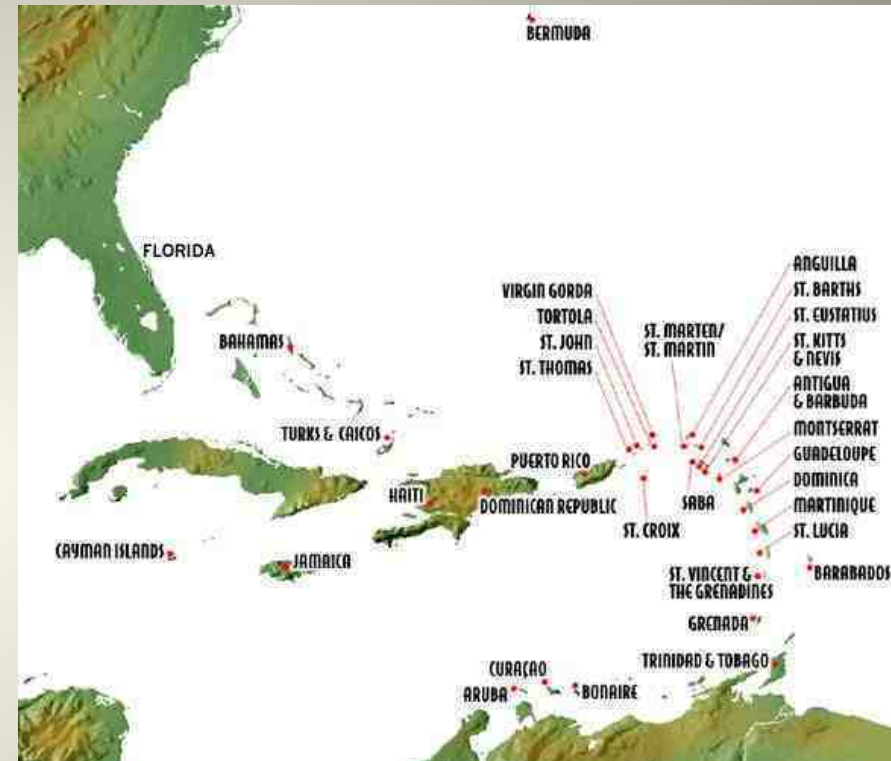 BERMUDA
FLORIDA
BAHAMAS
TURKS & CAICOS
VIRGIN GORDA
TORTOLA
ST. JOHN
ST. THOMAS
ST. MARTEN/
ST. MARTIN
ANGUILLA
ST. BARTHS
ST. EUSTATIUS
ST. KITTS
& NEVIS
ANTIGUA
& BARBUDA
MONTSERRAT
GUADELOUPE
DOMINICA
MARTINIQUE
ST. LUCIA
PUERTO RICO
HAITI
DOMINICAN REPUBLIC
SABA
ST. CROIX
CAYMAN ISLANDS
JAMAICA
ST. VINCENT &
THE GRENADINES
BARABADOS
GRENADA
TRINIDAD & TOBAGO
CURAÇAO
ARUBA
BONAIRE